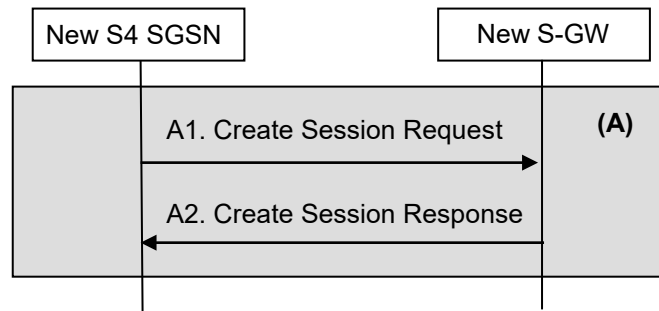 New S4 SGSN
New S-GW
(A)
A1. Create Session Request
A2. Create Session Response